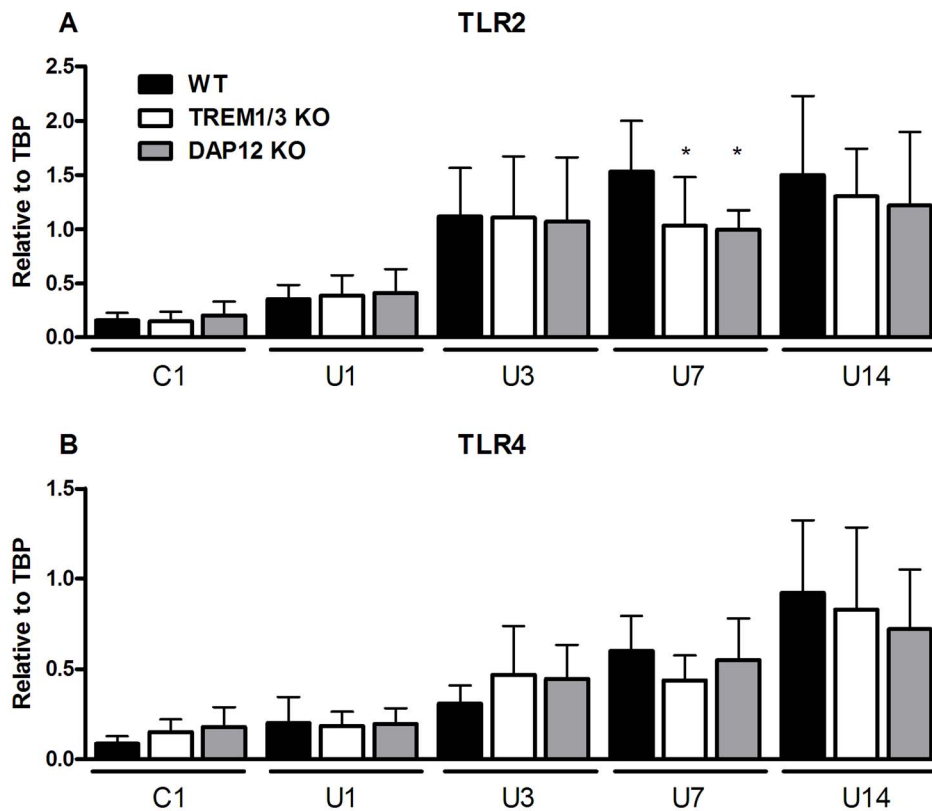 A
TLR2
2.5
2.0
1.5
1.0
0.5
0.0
Relative to TBP
WT
TREM1/3 KO
DAP12 KO
* *
C1 U1 U3 U7 U14
B
TLR4
1.5
1.0
0.5
0.0
Relative to TBP
C1 U1 U3 U7 U14